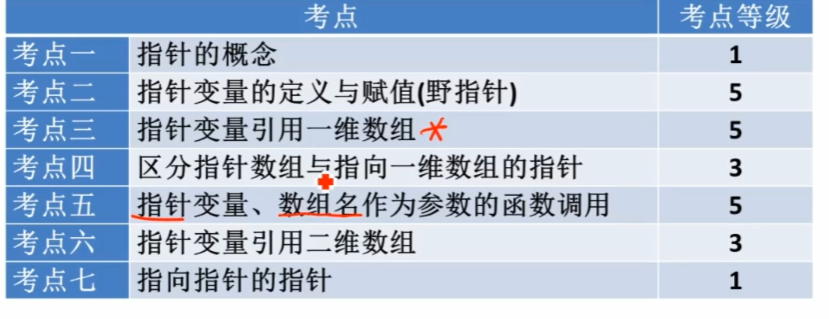 考点 考点等级
考点一 指针的概念 1
考点二 指针变量的定义与赋值(野指针) 5
考点三 指针变量引用一维数组 5
考点四 区分指针数组与指向一维数组的指针 3
考点五 指针变量、数组名作为参数的函数调用 5
考点六 指针变量引用二维数组 3
考点七 指向指针的指针 1